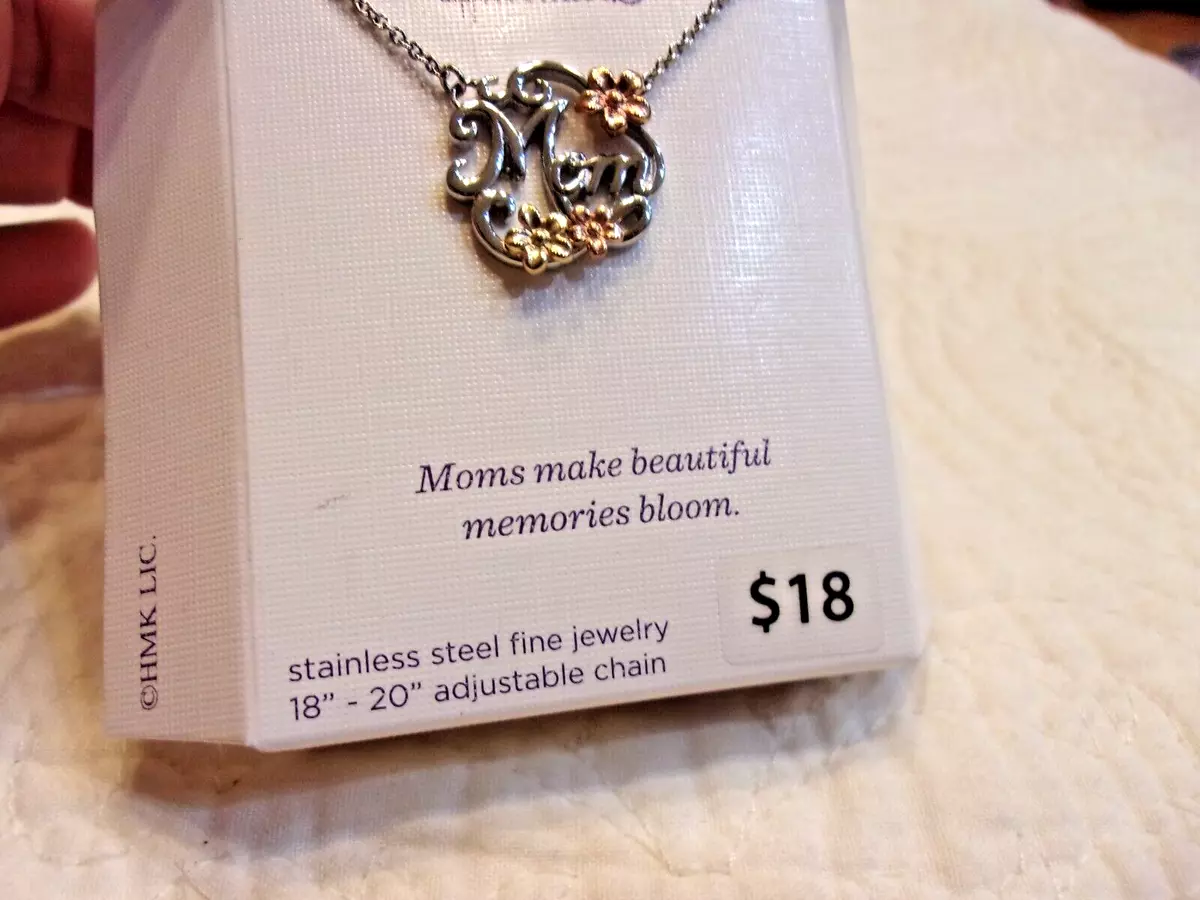 Mom
Moms make beautiful
memories bloom.
$18
stainless steel fine jewelry
18” - 20” adjustable chain
©HMK LIC.